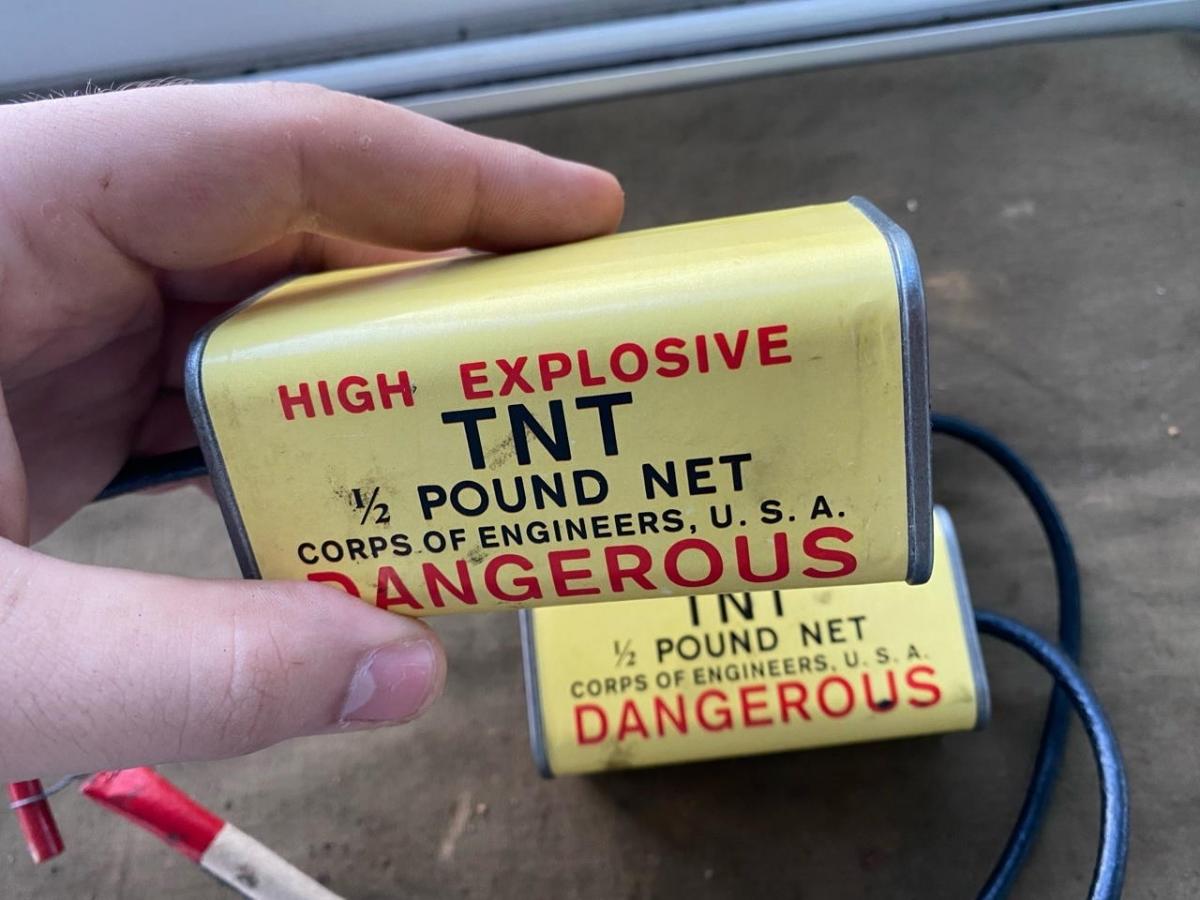 HIGH EXPLOSIVE
TNT
½ POUND NET
CORPS OF ENGINEERS, U. S. A.
DANGEROUS
TNT
½ POUND NET
CORPS OF ENGINEERS, U. S. A.
DANGEROUS